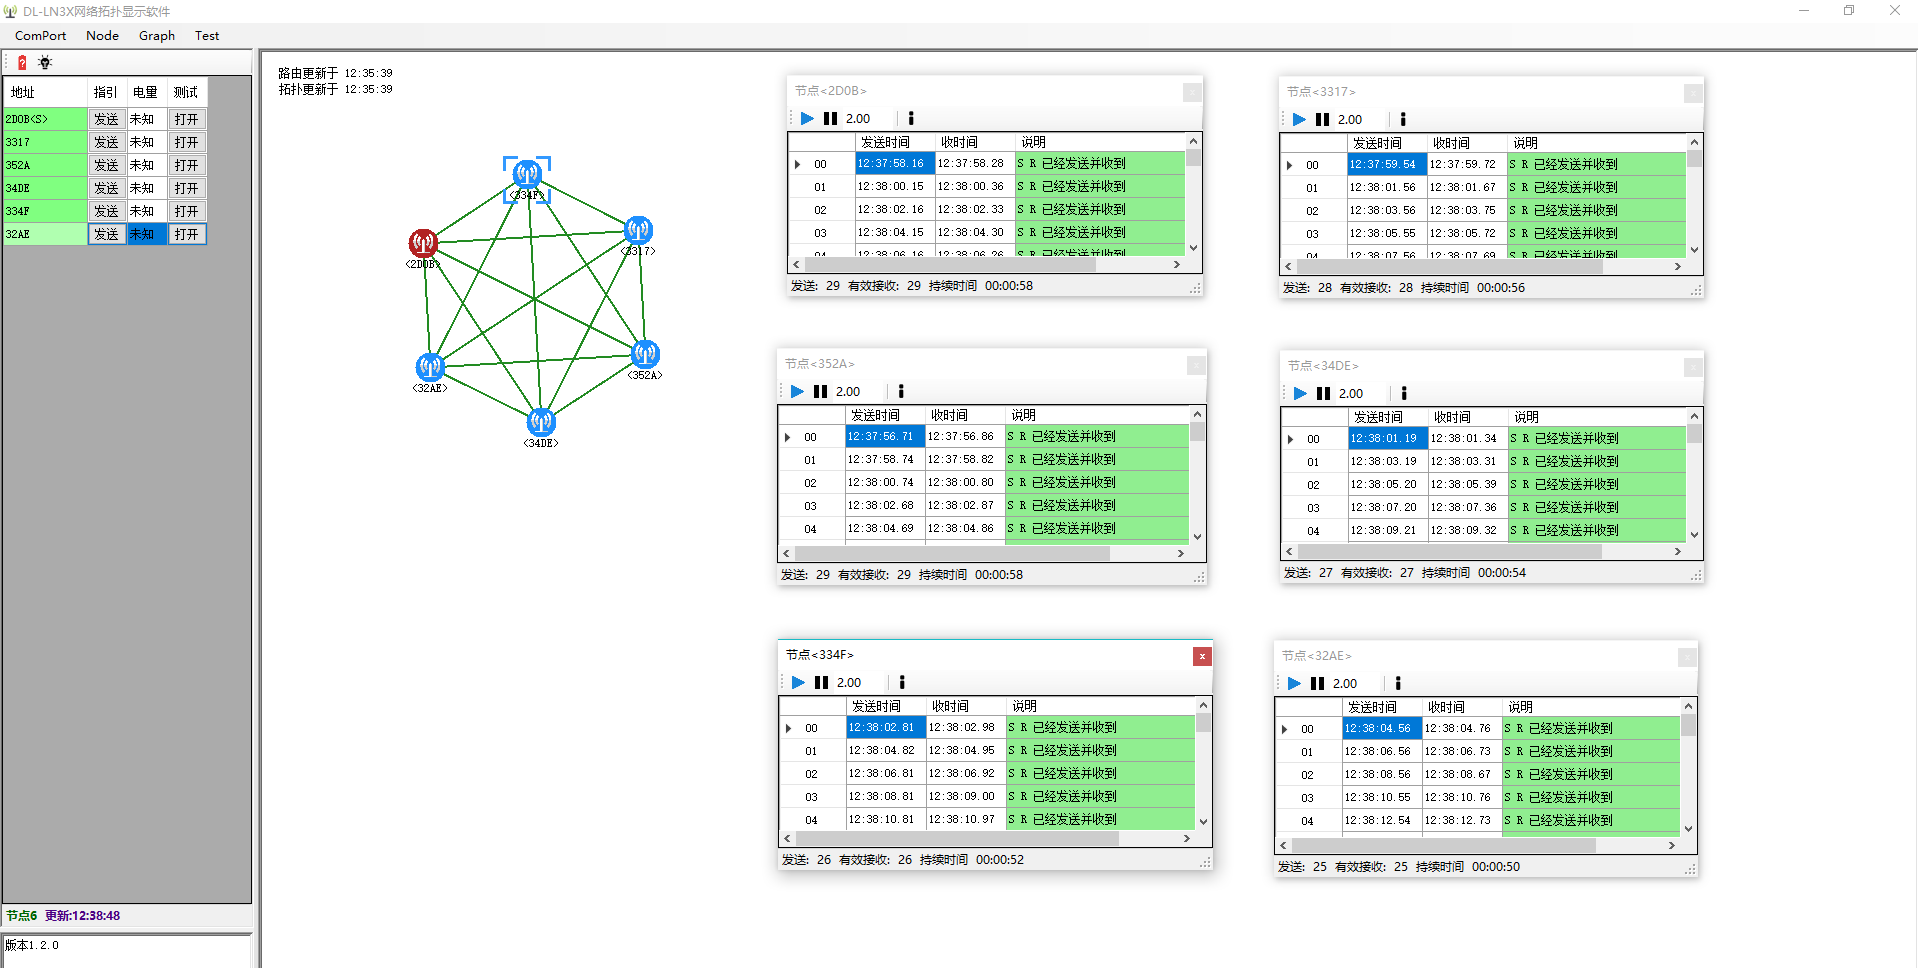 DL-LN3X网络拓扑显示软件
ComPort Node Graph Test
地址 指引 电量 测试
2D0B<S> 发送 未知 打开
3317 发送 未知 打开
352A 发送 未知 打开
34DE 发送 未知 打开
334F 发送 未知 打开
32AE 发送 未知 打开
节点6 更新:12:38:48
版本1.2.0
路由更新于 12:35:39
拓扑更新于 12:35:39
<334F>
<3317>
<2D0B>
<352A>
<32AE>
<34DE>
节点<2D0B>
2.00
发送时间 收时间 说明
00 12:37:58.16 12:37:58.28 S R 已经发送并收到
01 12:38:00.15 12:38:00.36 S R 已经发送并收到
02 12:38:02.16 12:38:02.33 S R 已经发送并收到
03 12:38:04.15 12:38:04.30 S R 已经发送并收到
04 12:38:06.16 12:38:06.26 S R 已经发送并收到
发送: 29 有效接收: 29 持续时间 00:00:58
节点<3317>
2.00
发送时间 收时间 说明
00 12:37:59.54 12:37:59.72 S R 已经发送并收到
01 12:38:01.56 12:38:01.67 S R 已经发送并收到
02 12:38:03.56 12:38:03.75 S R 已经发送并收到
03 12:38:05.55 12:38:05.72 S R 已经发送并收到
04 12:38:07.56 12:38:07.69 S R 已经发送并收到
发送: 28 有效接收: 28 持续时间 00:00:56
节点<352A>
2.00
发送时间 收时间 说明
00 12:37:56.71 12:37:56.86 S R 已经发送并收到
01 12:37:58.74 12:37:58.82 S R 已经发送并收到
02 12:38:00.74 12:38:00.80 S R 已经发送并收到
03 12:38:02.68 12:38:02.87 S R 已经发送并收到
04 12:38:04.69 12:38:04.86 S R 已经发送并收到
发送: 29 有效接收: 29 持续时间 00:00:58
节点<34DE>
2.00
发送时间 收时间 说明
00 12:38:01.19 12:38:01.34 S R 已经发送并收到
01 12:38:03.19 12:38:03.31 S R 已经发送并收到
02 12:38:05.20 12:38:05.39 S R 已经发送并收到
03 12:38:07.20 12:38:07.36 S R 已经发送并收到
04 12:38:09.21 12:38:09.32 S R 已经发送并收到
发送: 27 有效接收: 27 持续时间 00:00:54
节点<334F>
2.00
发送时间 收时间 说明
00 12:38:02.81 12:38:02.98 S R 已经发送并收到
01 12:38:04.82 12:38:04.95 S R 已经发送并收到
02 12:38:06.81 12:38:06.92 S R 已经发送并收到
03 12:38:08.81 12:38:09.00 S R 已经发送并收到
04 12:38:10.81 12:38:10.97 S R 已经发送并收到
发送: 26 有效接收: 26 持续时间 00:00:52
节点<32AE>
2.00
发送时间 收时间 说明
00 12:38:04.56 12:38:04.76 S R 已经发送并收到
01 12:38:06.56 12:38:06.73 S R 已经发送并收到
02 12:38:08.56 12:38:08.67 S R 已经发送并收到
03 12:38:10.55 12:38:10.76 S R 已经发送并收到
04 12:38:12.54 12:38:12.73 S R 已经发送并收到
发送: 25 有效接收: 25 持续时间 00:00:50